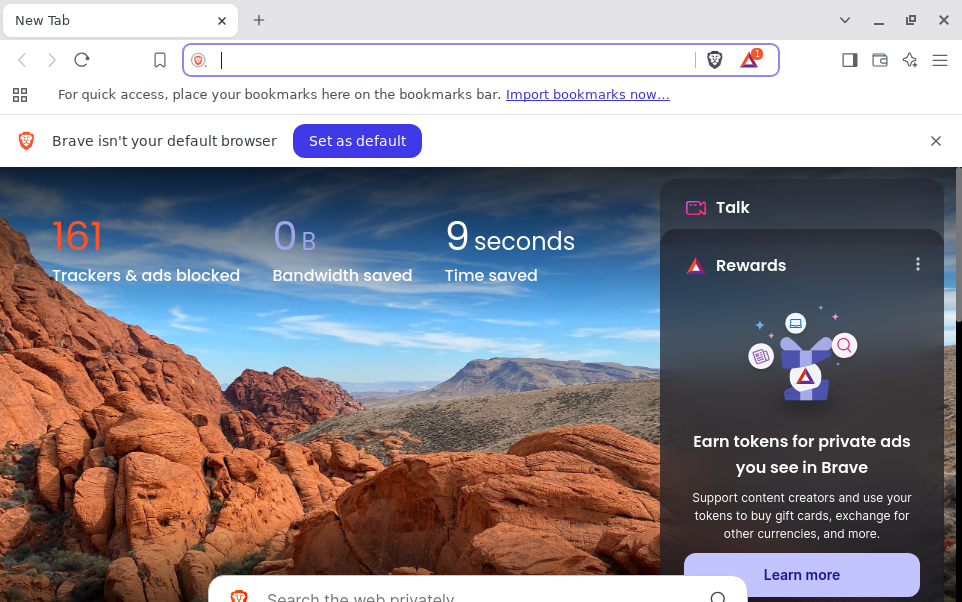 New Tab
1
For quick access, place your bookmarks here on the bookmarks bar. Import bookmarks now...
Brave isn't your default browser
Set as default
161
Trackers & ads blocked
0 B
Bandwidth saved
9 seconds
Time saved
Talk
Rewards
Earn tokens for private ads
you see in Brave
Support content creators and use your
tokens to buy gift cards, exchange for
other currencies, and more.
Learn more
Search the web privately